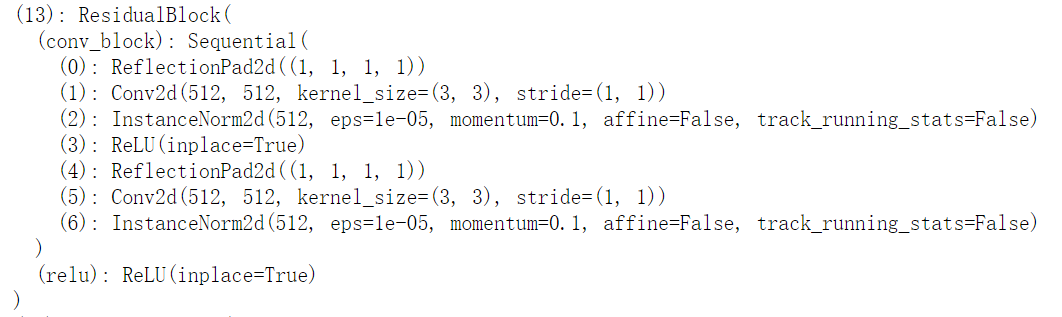 (13): ResidualBlock(
(conv_block): Sequential(
(0): ReflectionPad2d((1, 1, 1, 1))
(1): Conv2d(512, 512, kernel_size=(3, 3), stride=(1, 1))
(2): InstanceNorm2d(512, eps=1e-05, momentum=0.1, affine=False, track_running_stats=False)
(3): ReLU(inplace=True)
(4): ReflectionPad2d((1, 1, 1, 1))
(5): Conv2d(512, 512, kernel_size=(3, 3), stride=(1, 1))
(6): InstanceNorm2d(512, eps=1e-05, momentum=0.1, affine=False, track_running_stats=False)
)
(relu): ReLU(inplace=True)
)